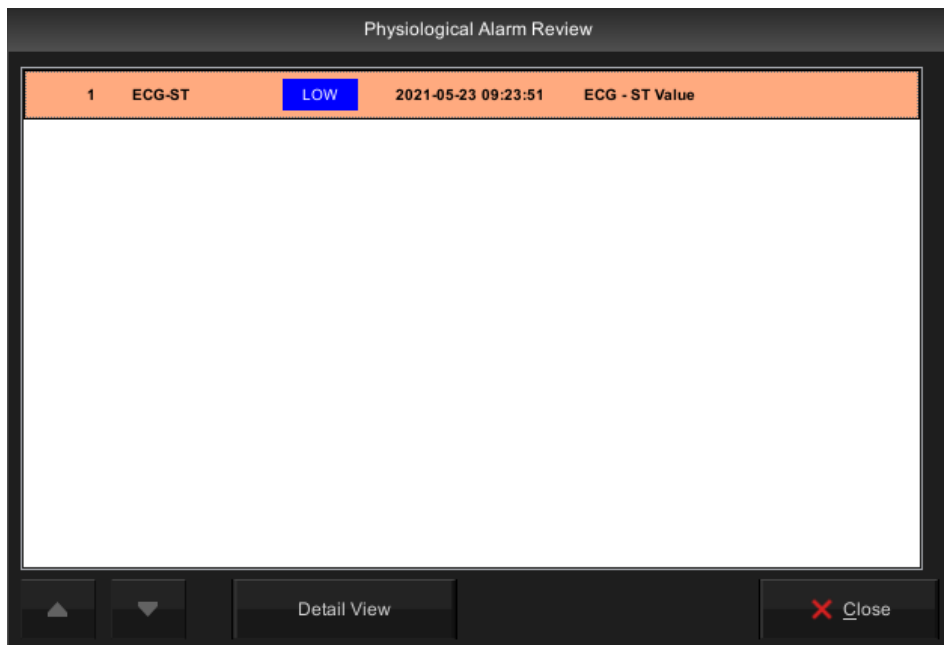 Physiological Alarm Review
1 ECG-ST LOW 2021-05-23 09:23:51 ECG - ST Value
Detail View Close